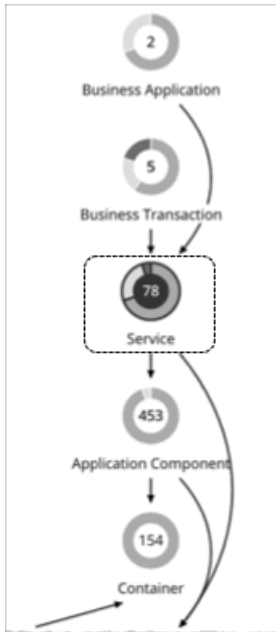 2
Business Application
5
Business Transaction
78
Service
453
Application Component
154
Container